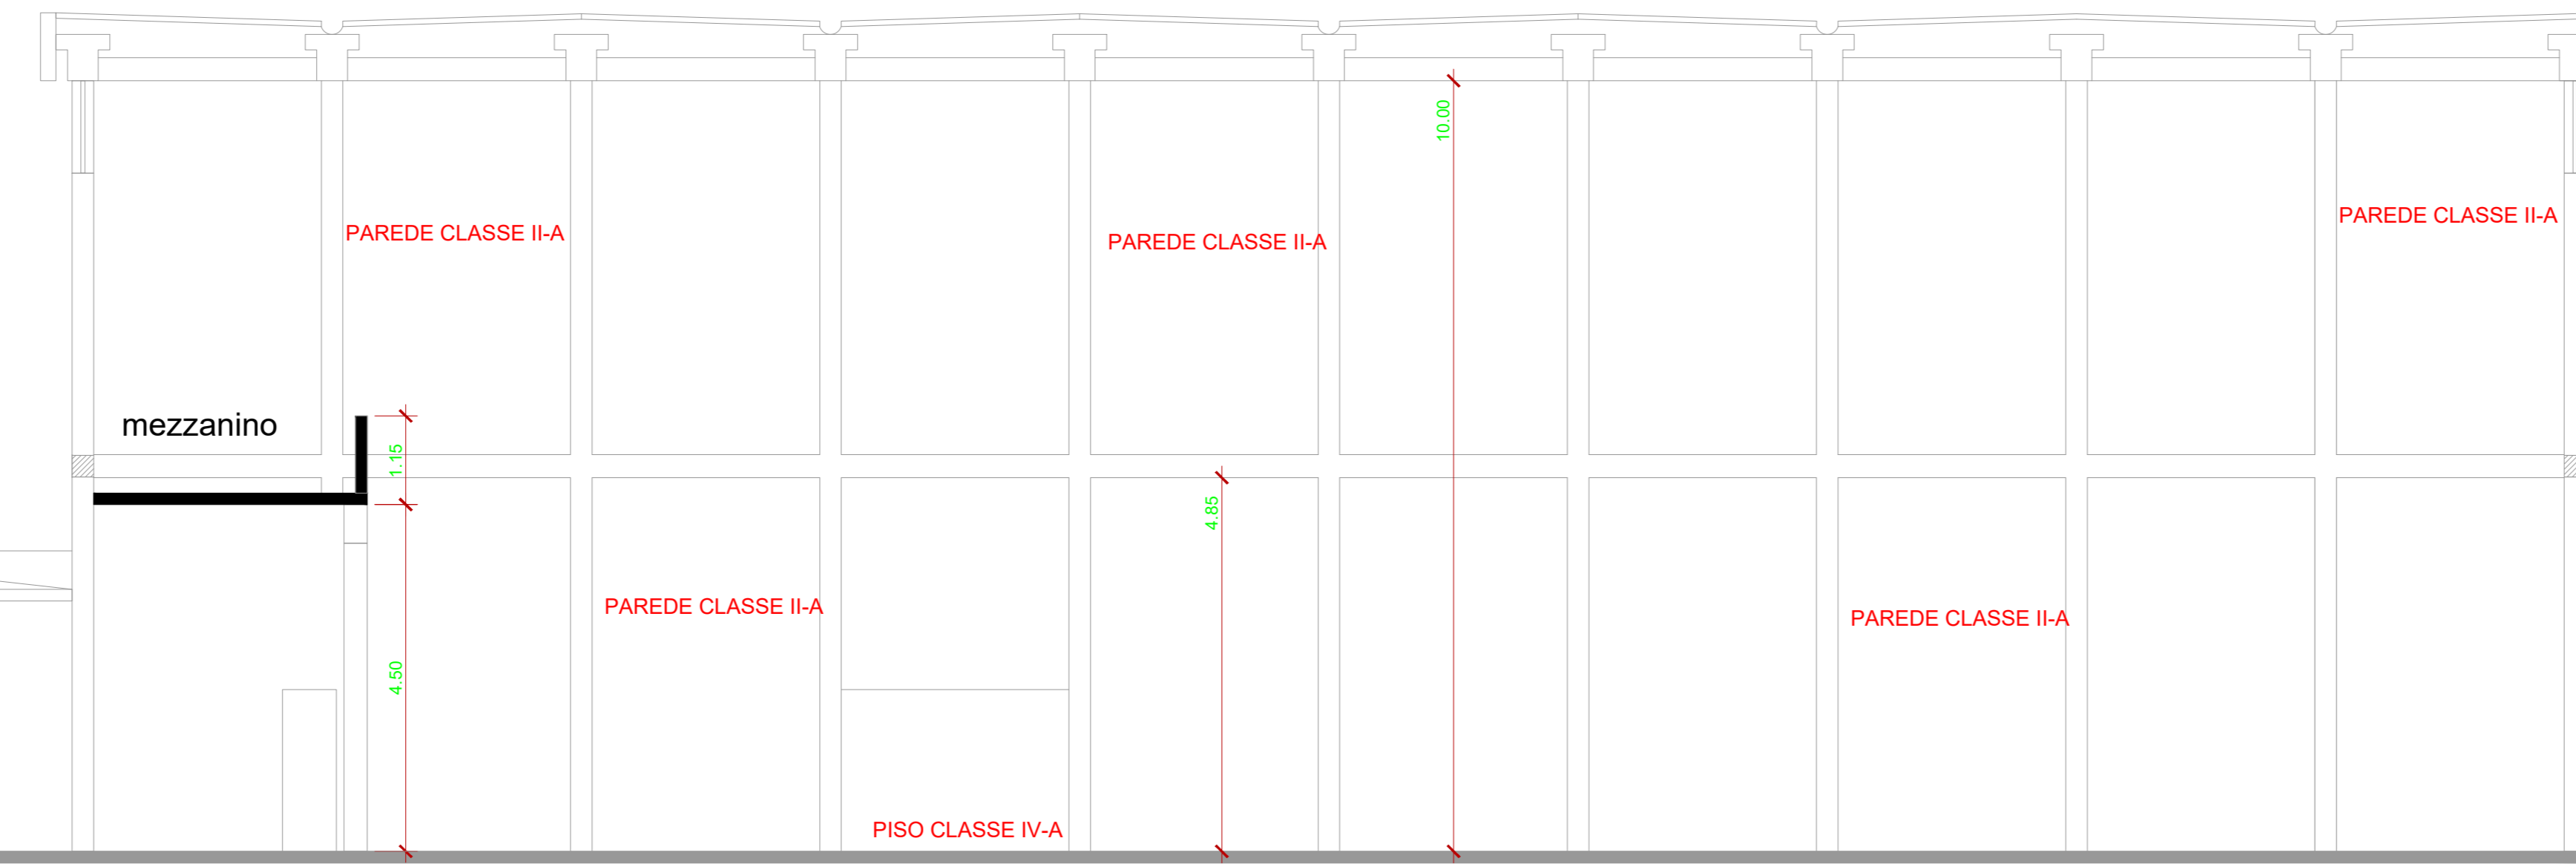 10.00
PAREDE CLASSE II-A
PAREDE CLASSE II-A
PAREDE CLASSE II-A
mezzanino
1.15
4.85
PAREDE CLASSE II-A
PAREDE CLASSE II-A
4.50
PISO CLASSE IV-A